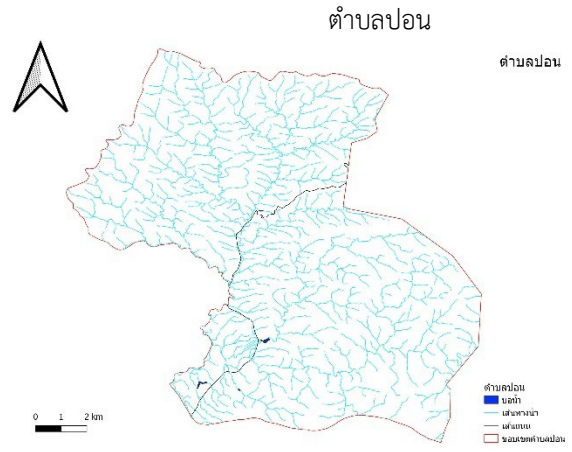 ตำบลปอน
ตำบลปอน
0 1 2 km
ตำบลปอน
บ่อน้ำ
เส้นทางน้ำ
เส้นถนน
ขอบเขตตำบลปอน